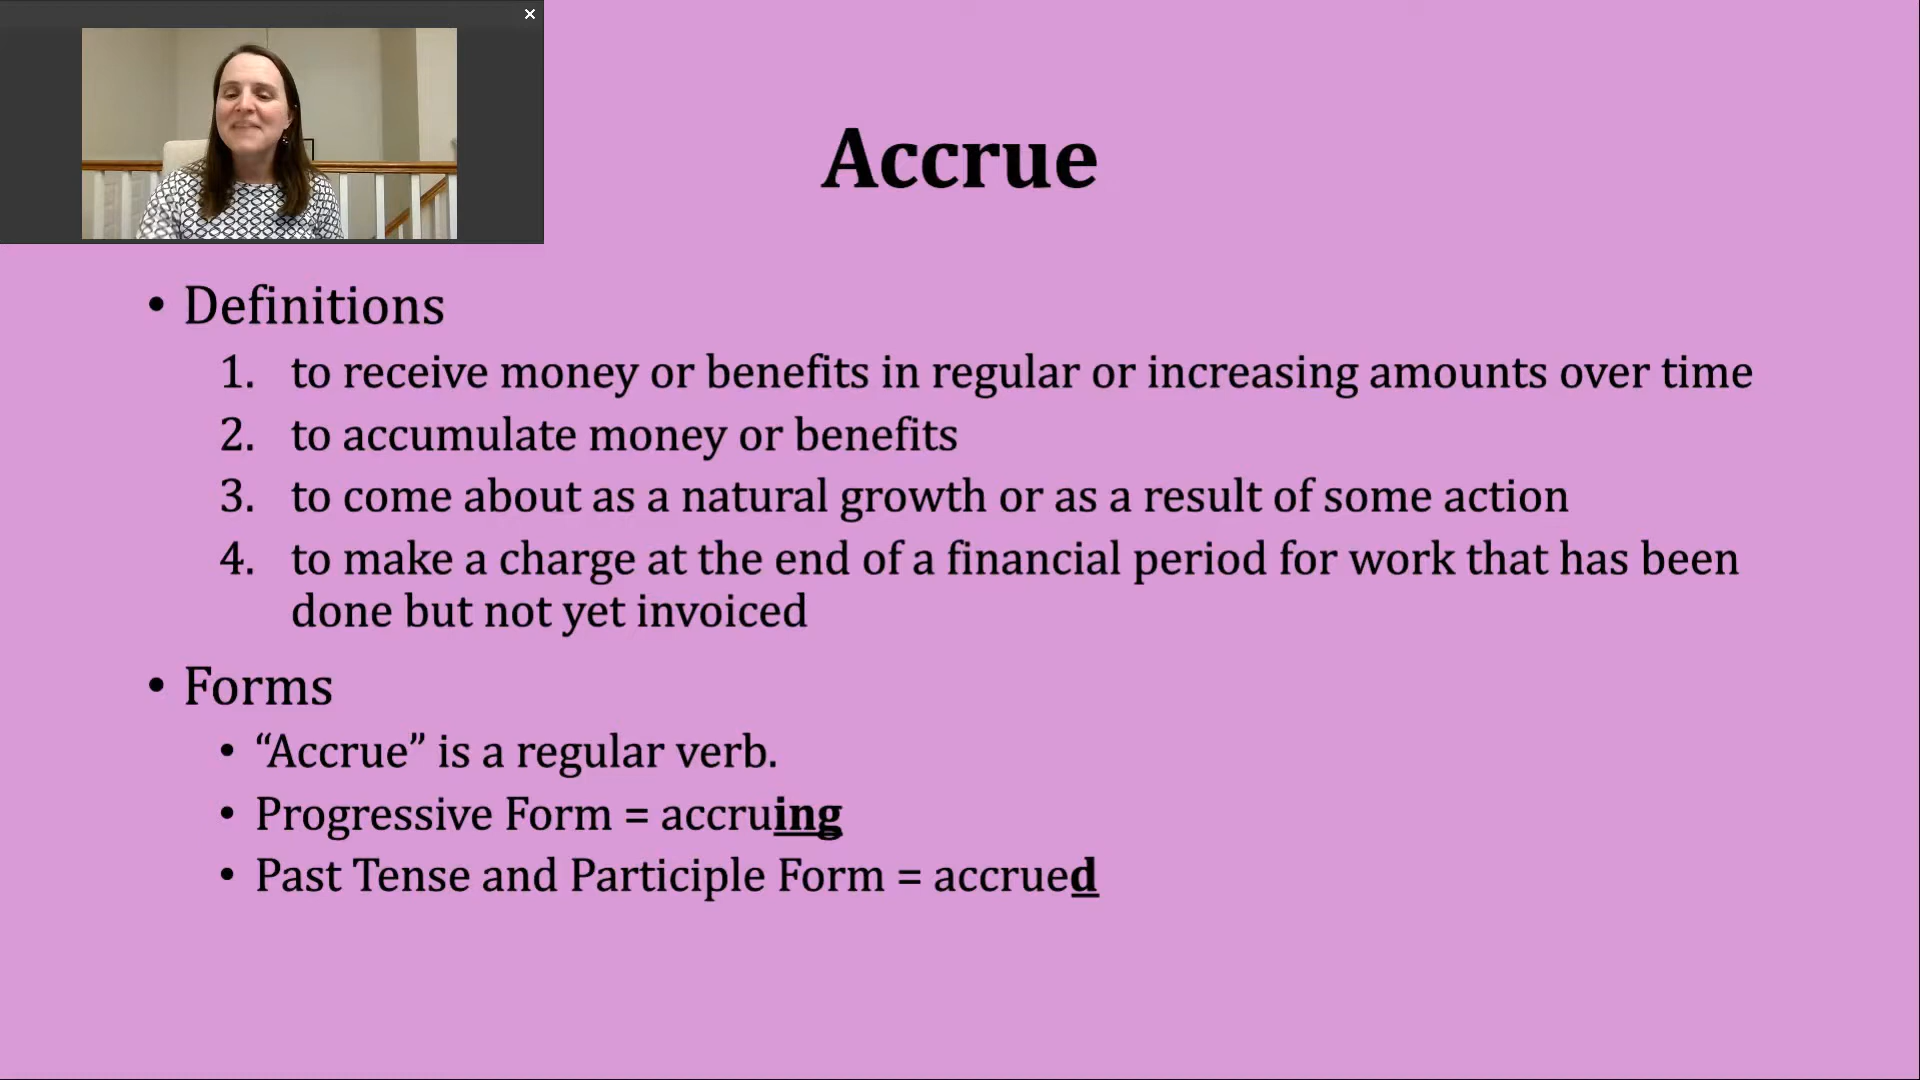 Accrue
• Definitions
1. to receive money or benefits in regular or increasing amounts over time
2. to accumulate money or benefits
3. to come about as a natural growth or as a result of some action
4. to make a charge at the end of a financial period for work that has been
done but not yet invoiced
• Forms
• “Accrue” is a regular verb.
• Progressive Form = accruing
• Past Tense and Participle Form = accrued